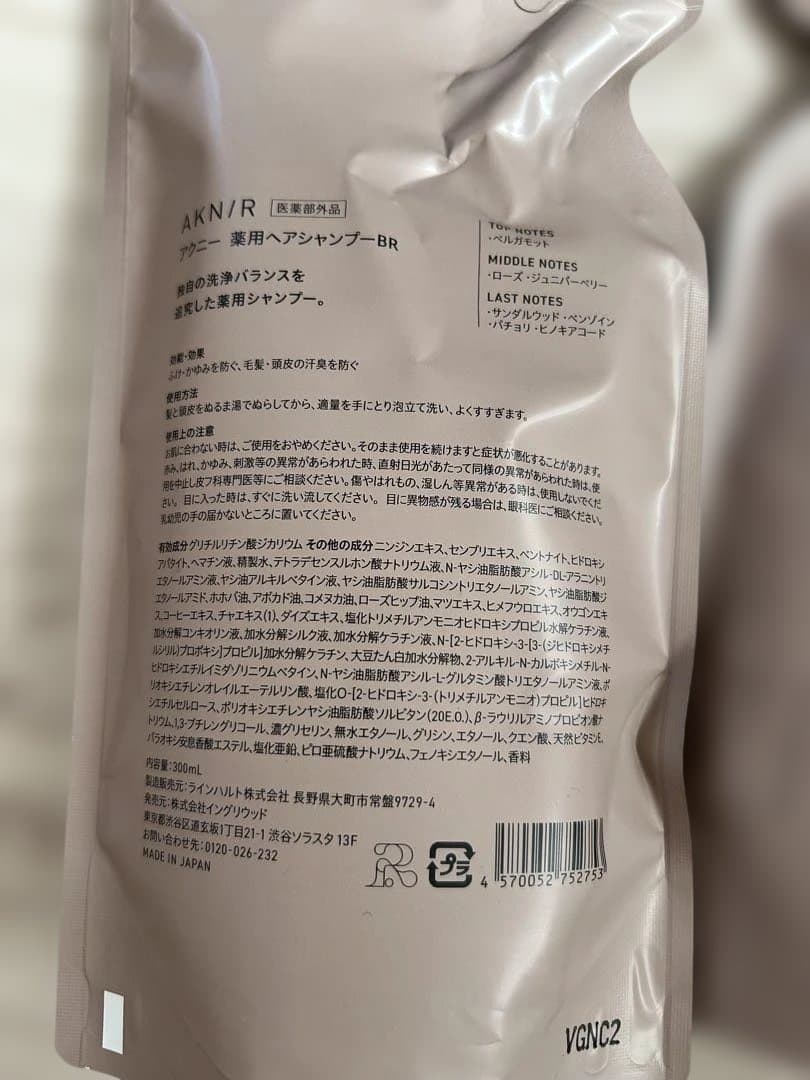 AKN/R 医薬部外品
アクニー 薬用ヘアシャンプーBR
独自の洗浄バランスを
追究した薬用シャンプー。
TOP NOTES
・ベルガモット
MIDDLE NOTES
・ローズ・ジュニパーベリー
LAST NOTES
・サンダルウッド・ベンゾイン
・パチョリ・ヒノキアコード
効能・効果
ふけ・かゆみを防ぐ、毛髪・頭皮の汗臭を防ぐ
使用方法
髪と頭皮をぬるま湯でぬらしてから、適量を手にとり泡立て洗い、よくすすぎます。
使用上の注意
お肌に合わない時は、ご使用をおやめください。そのまま使用を続けますと症状が悪化することがあります。
赤み、はれ、かゆみ、刺激等の異常があらわれた時、直射日光があたって同様の異常があらわれた時は、使
用を中止し皮フ科専門医等にご相談ください。傷やはれもの、湿しん等異常がある時は、使用しないでくだ
さい。 目に入った時は、すぐに洗い流してください。 目に異物感が残る場合は、眼科医にご相談ください。
乳幼児の手の届かないところに置いてください。
有効成分 グリチルリチン酸ジカリウム その他の成分 ニンジンエキス、センブリエキス、ベントナイト、ヒドロキシ
アパタイト、ヘマチン液、精製水、テトラデセンスルホン酸ナトリウム液、N-ヤシ油脂肪酸アシル-DL-アラニントリ
エタノールアミン液、ヤシ油アルキルベタイン液、ヤシ油脂肪酸サルコシントリエタノールアミン、ヤシ油脂肪酸ジ
エタノールアミド、ホホバ油、アボカド油、コメヌカ油、ローズヒップ油、マツエキス、ヒメフウロエキス、オウゴンエキ
ス、コーヒーエキス、チャエキス(1)、ダイズエキス、塩化トリメチルアンモニオヒドロキシプロピル水解ケラチン液、
加水分解コンキオリン液、加水分解シルク液、加水分解ケラチン液、N-[2-ヒドロキシ-3-[3-(ジヒドロキシメチ
ルシリル)プロポキシ]プロピル]加水分解ケラチン、大豆たん白加水分解物、2-アルキル-N-カルボキシメチル-N-
ヒドロキシエチルイミダゾリニウムベタイン、N-ヤシ油脂肪酸アシル-L-グルタミン酸トリエタノールアミン液、ポ
リオキシエチレンオレイルエーテルリン酸、塩化O-[2-ヒドロキシ-3-(トリメチルアンモニオ)プロピル]ヒドロキ
シエチルセルロース、ポリオキシエチレンヤシ油脂肪酸ソルビタン(20E.O.)、β-ラウリルアミノプロピオン酸ナ
トリウム、1,3-ブチレングリコール、濃グリセリン、無水エタノール、グリシン、エタノール、クエン酸、天然ビタミンE、
パラオキシ安息香酸エステル、塩化亜鉛、ピロ亜硫酸ナトリウム、フェノキシエタノール、香料
内容量:300mL
製造販売元:ラインハルト株式会社 長野県大町市常盤9729-4
発売元:株式会社イングリウッド
東京都渋谷区道玄坂1丁目21-1 渋谷ソラスタ 13F
お問い合わせ先:0120-026-232
MADE IN JAPAN
R
プラ
4 570052 752753
VGNC2